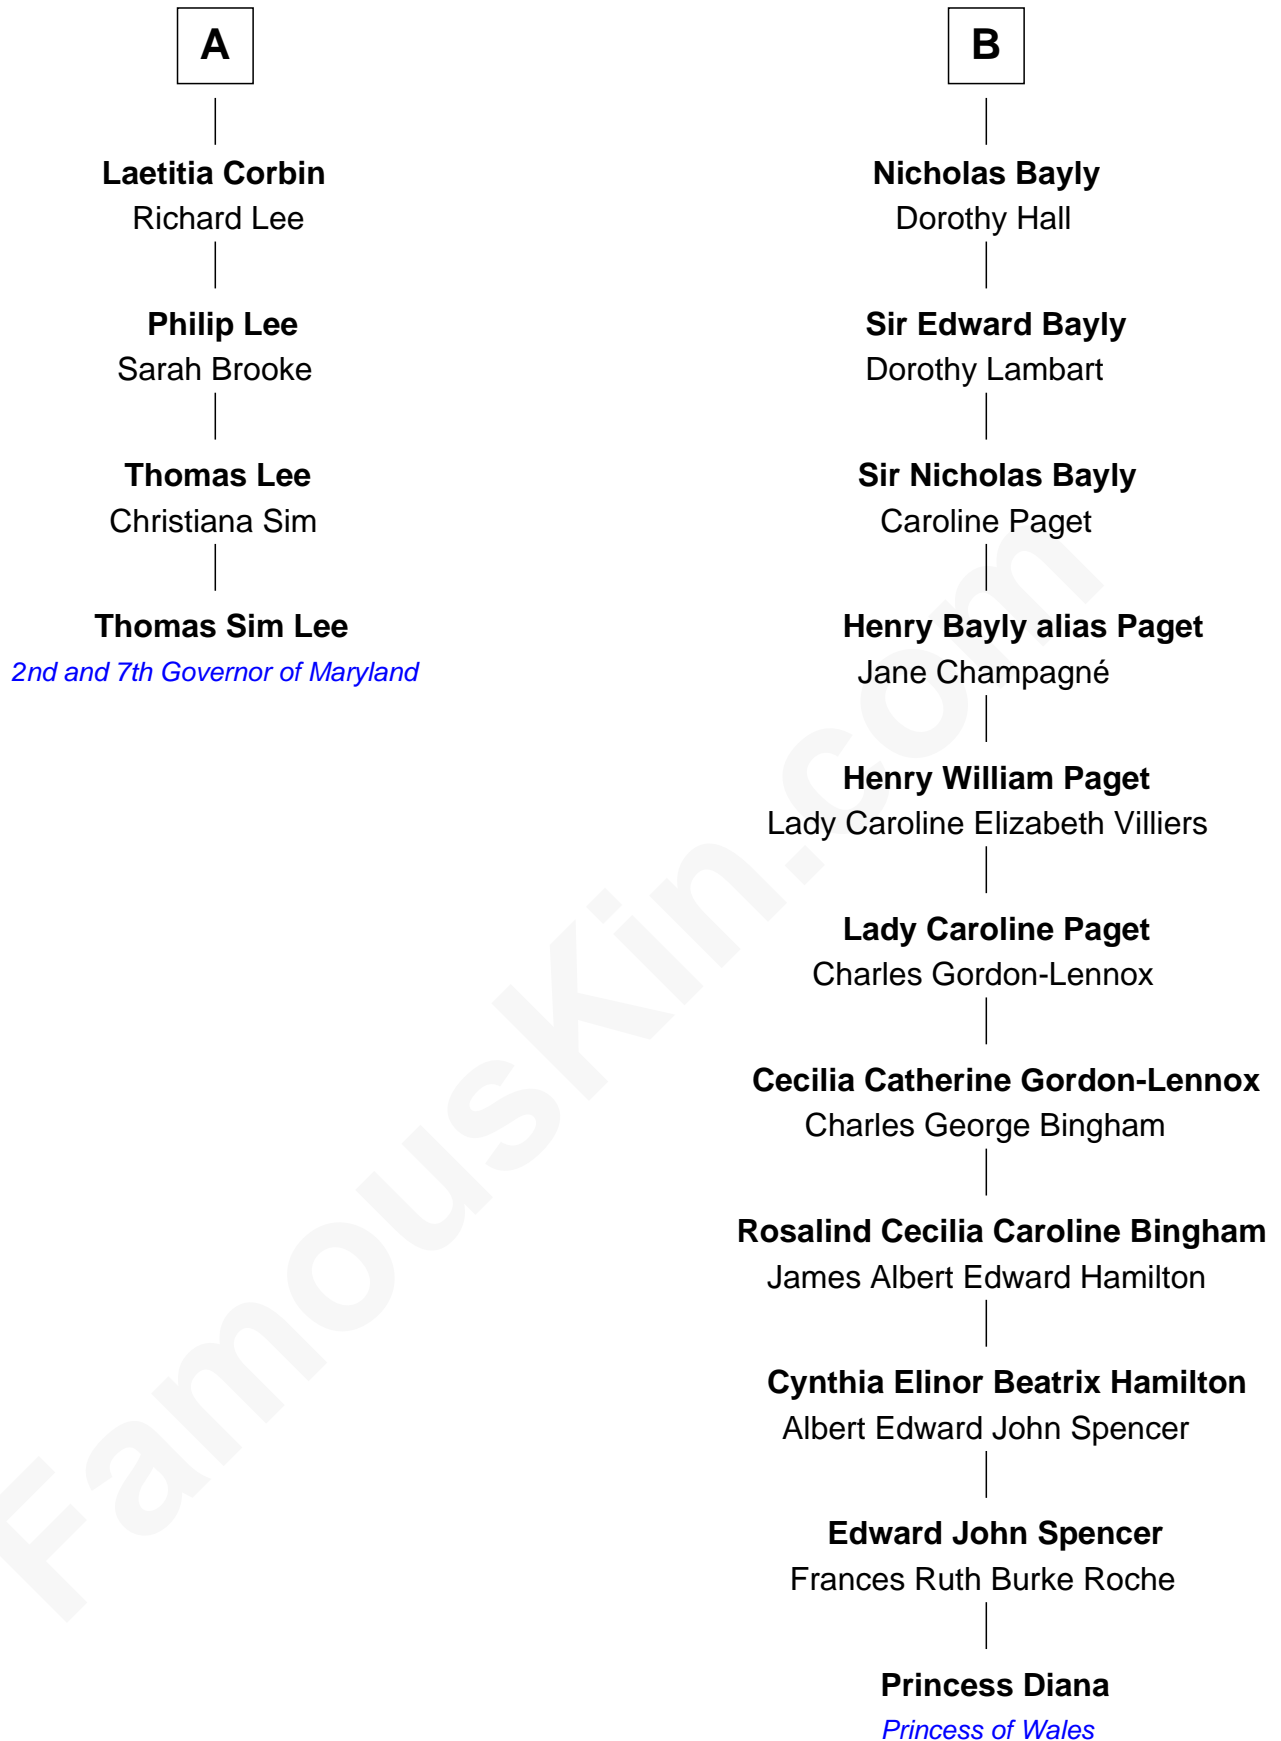 A
Laetitia Corbin
Richard Lee
Philip Lee
Sarah Brooke
Thomas Lee
Christiana Sim
Thomas Sim Lee
2nd and 7th Governor of Maryland
B
Nicholas Bayly
Dorothy Hall
Sir Edward Bayly
Dorothy Lambart
Sir Nicholas Bayly
Caroline Paget
Henry Bayly alias Paget
Jane Champagné
Henry William Paget
Lady Caroline Elizabeth Villiers
Lady Caroline Paget
Charles Gordon-Lennox
Cecilia Catherine Gordon-Lennox
Charles George Bingham
Rosalind Cecilia Caroline Bingham
James Albert Edward Hamilton
Cynthia Elinor Beatrix Hamilton
Albert Edward John Spencer
Edward John Spencer
Frances Ruth Burke Roche
Princess Diana
Princess of Wales
FamousKin.com